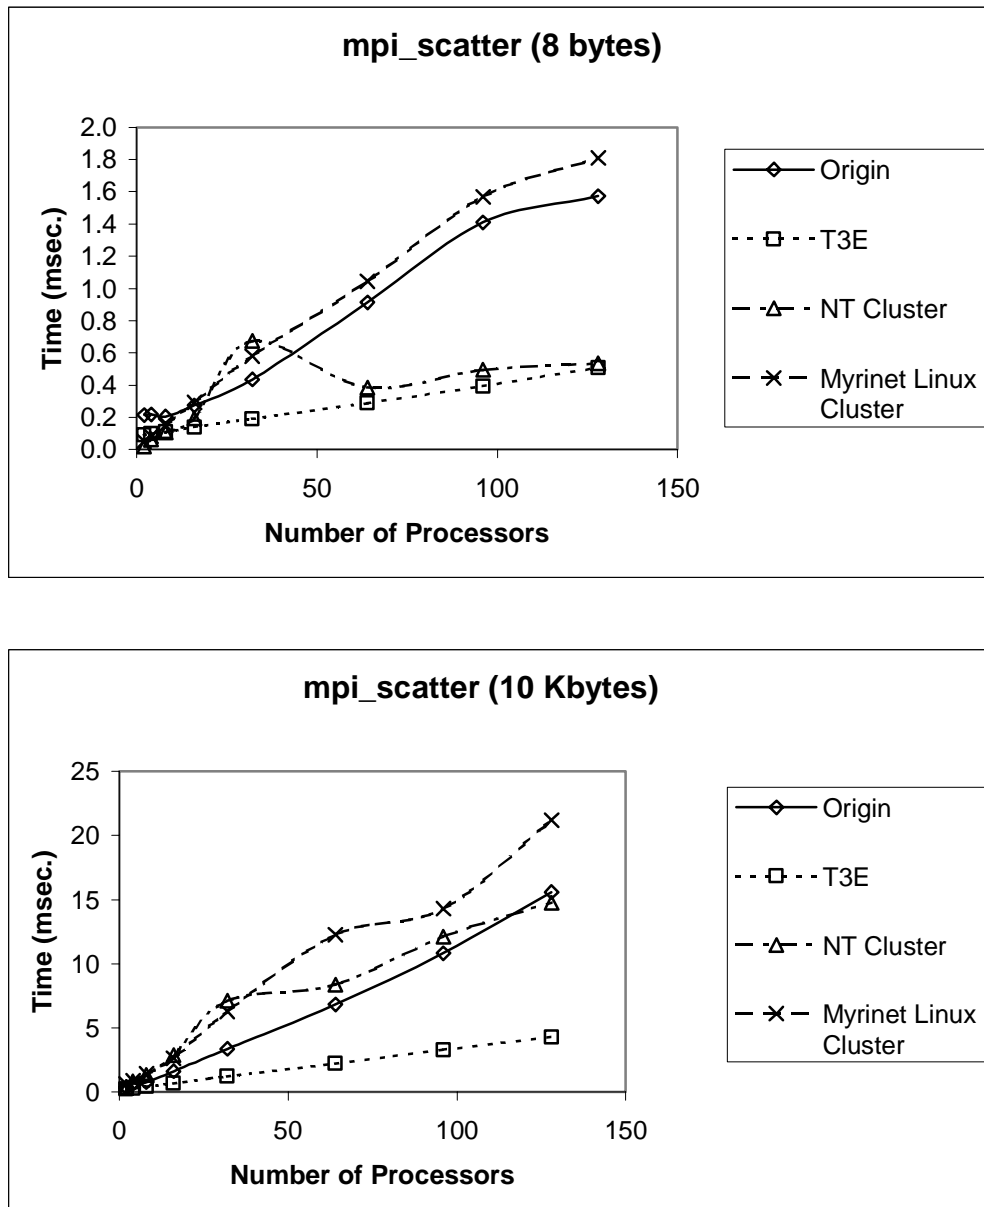 mpi_scatter (8 bytes)
2.0
1.8
1.6
1.4
1.2
1.0
0.8
0.6
0.4
0.2
0.0
Time (msec.)
0 50 100 150
Number of Processors
Origin
T3E
NT Cluster
Myrinet Linux
Cluster
mpi_scatter (10 Kbytes)
25
20
15
10
5
0
Time (msec.)
0 50 100 150
Number of Processors
Origin
T3E
NT Cluster
Myrinet Linux
Cluster